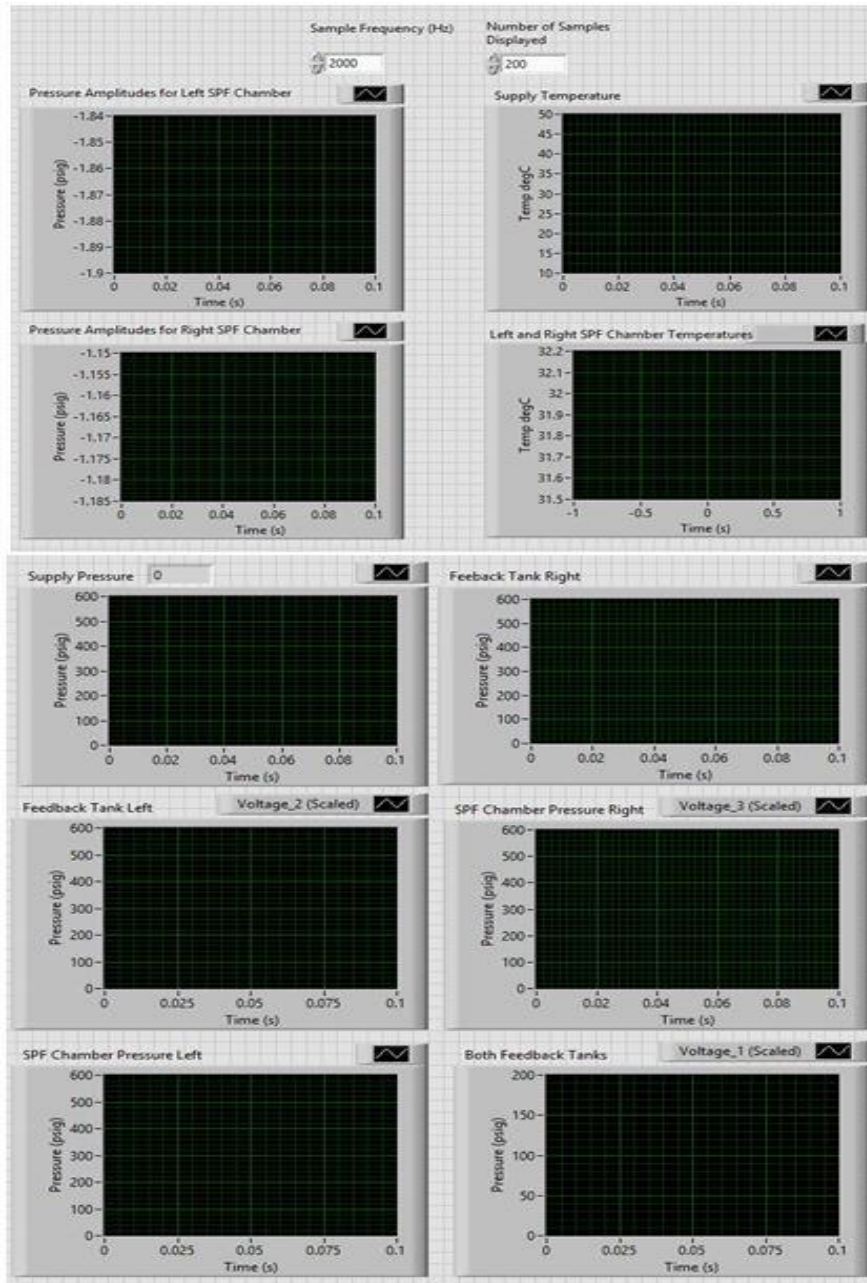 Sample Frequency (Hz)
2000
Number of Samples
Displayed
200
Pressure Amplitudes for Left SPF Chamber
-1.84
-1.85
-1.86
-1.87
-1.88
-1.89
-1.9
Pressure (psig)
0 0.02 0.04 0.06 0.08 0.1
Time (s)
Supply Temperature
50
45
40
35
30
25
20
15
10
Temp degC
0 0.02 0.04 0.06 0.08 0.1
Time (s)
Pressure Amplitudes for Right SPF Chamber
-1.15
-1.155
-1.16
-1.165
-1.17
-1.175
-1.18
-1.185
Pressure (psig)
0 0.02 0.04 0.06 0.08 0.1
Time (s)
Left and Right SPF Chamber Temperatures
32.2
32.1
32
31.9
31.8
31.7
31.6
31.5
Temp degC
-1 -0.5 0 0.5 1
Time (s)
Supply Pressure 0
600
500
400
300
200
100
0
Pressure (psig)
0 0.02 0.04 0.06 0.08 0.1
Time (s)
Feeback Tank Right
600
500
400
300
200
100
0
Pressure (psig)
0 0.02 0.04 0.06 0.08 0.1
Time (s)
Feedback Tank Left Voltage_2 (Scaled)
600
500
400
300
200
100
0
Pressure (psig)
0 0.025 0.05 0.075 0.1
Time (s)
SPF Chamber Pressure Right Voltage_3 (Scaled)
600
500
400
300
200
100
0
Pressure (psig)
0 0.02 0.04 0.06 0.08 0.1
Time (s)
SPF Chamber Pressure Left
600
500
400
300
200
100
0
Pressure (psig)
0 0.025 0.05 0.075 0.1
Time (s)
Both Feedback Tanks Voltage_1 (Scaled)
200
150
100
50
0
Pressure (psig)
0 0.025 0.05 0.075 0.1
Time (s)